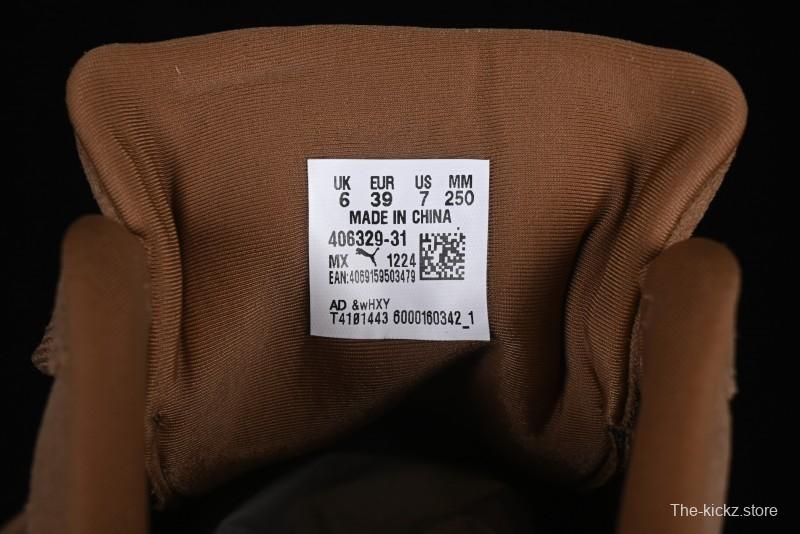 UK EUR US MM
6 39 7 250
MADE IN CHINA
406329-31
MX 1224
EAN:4069159503479
AD &wHXY
T4101443 6000160342_1
The-kickz.store